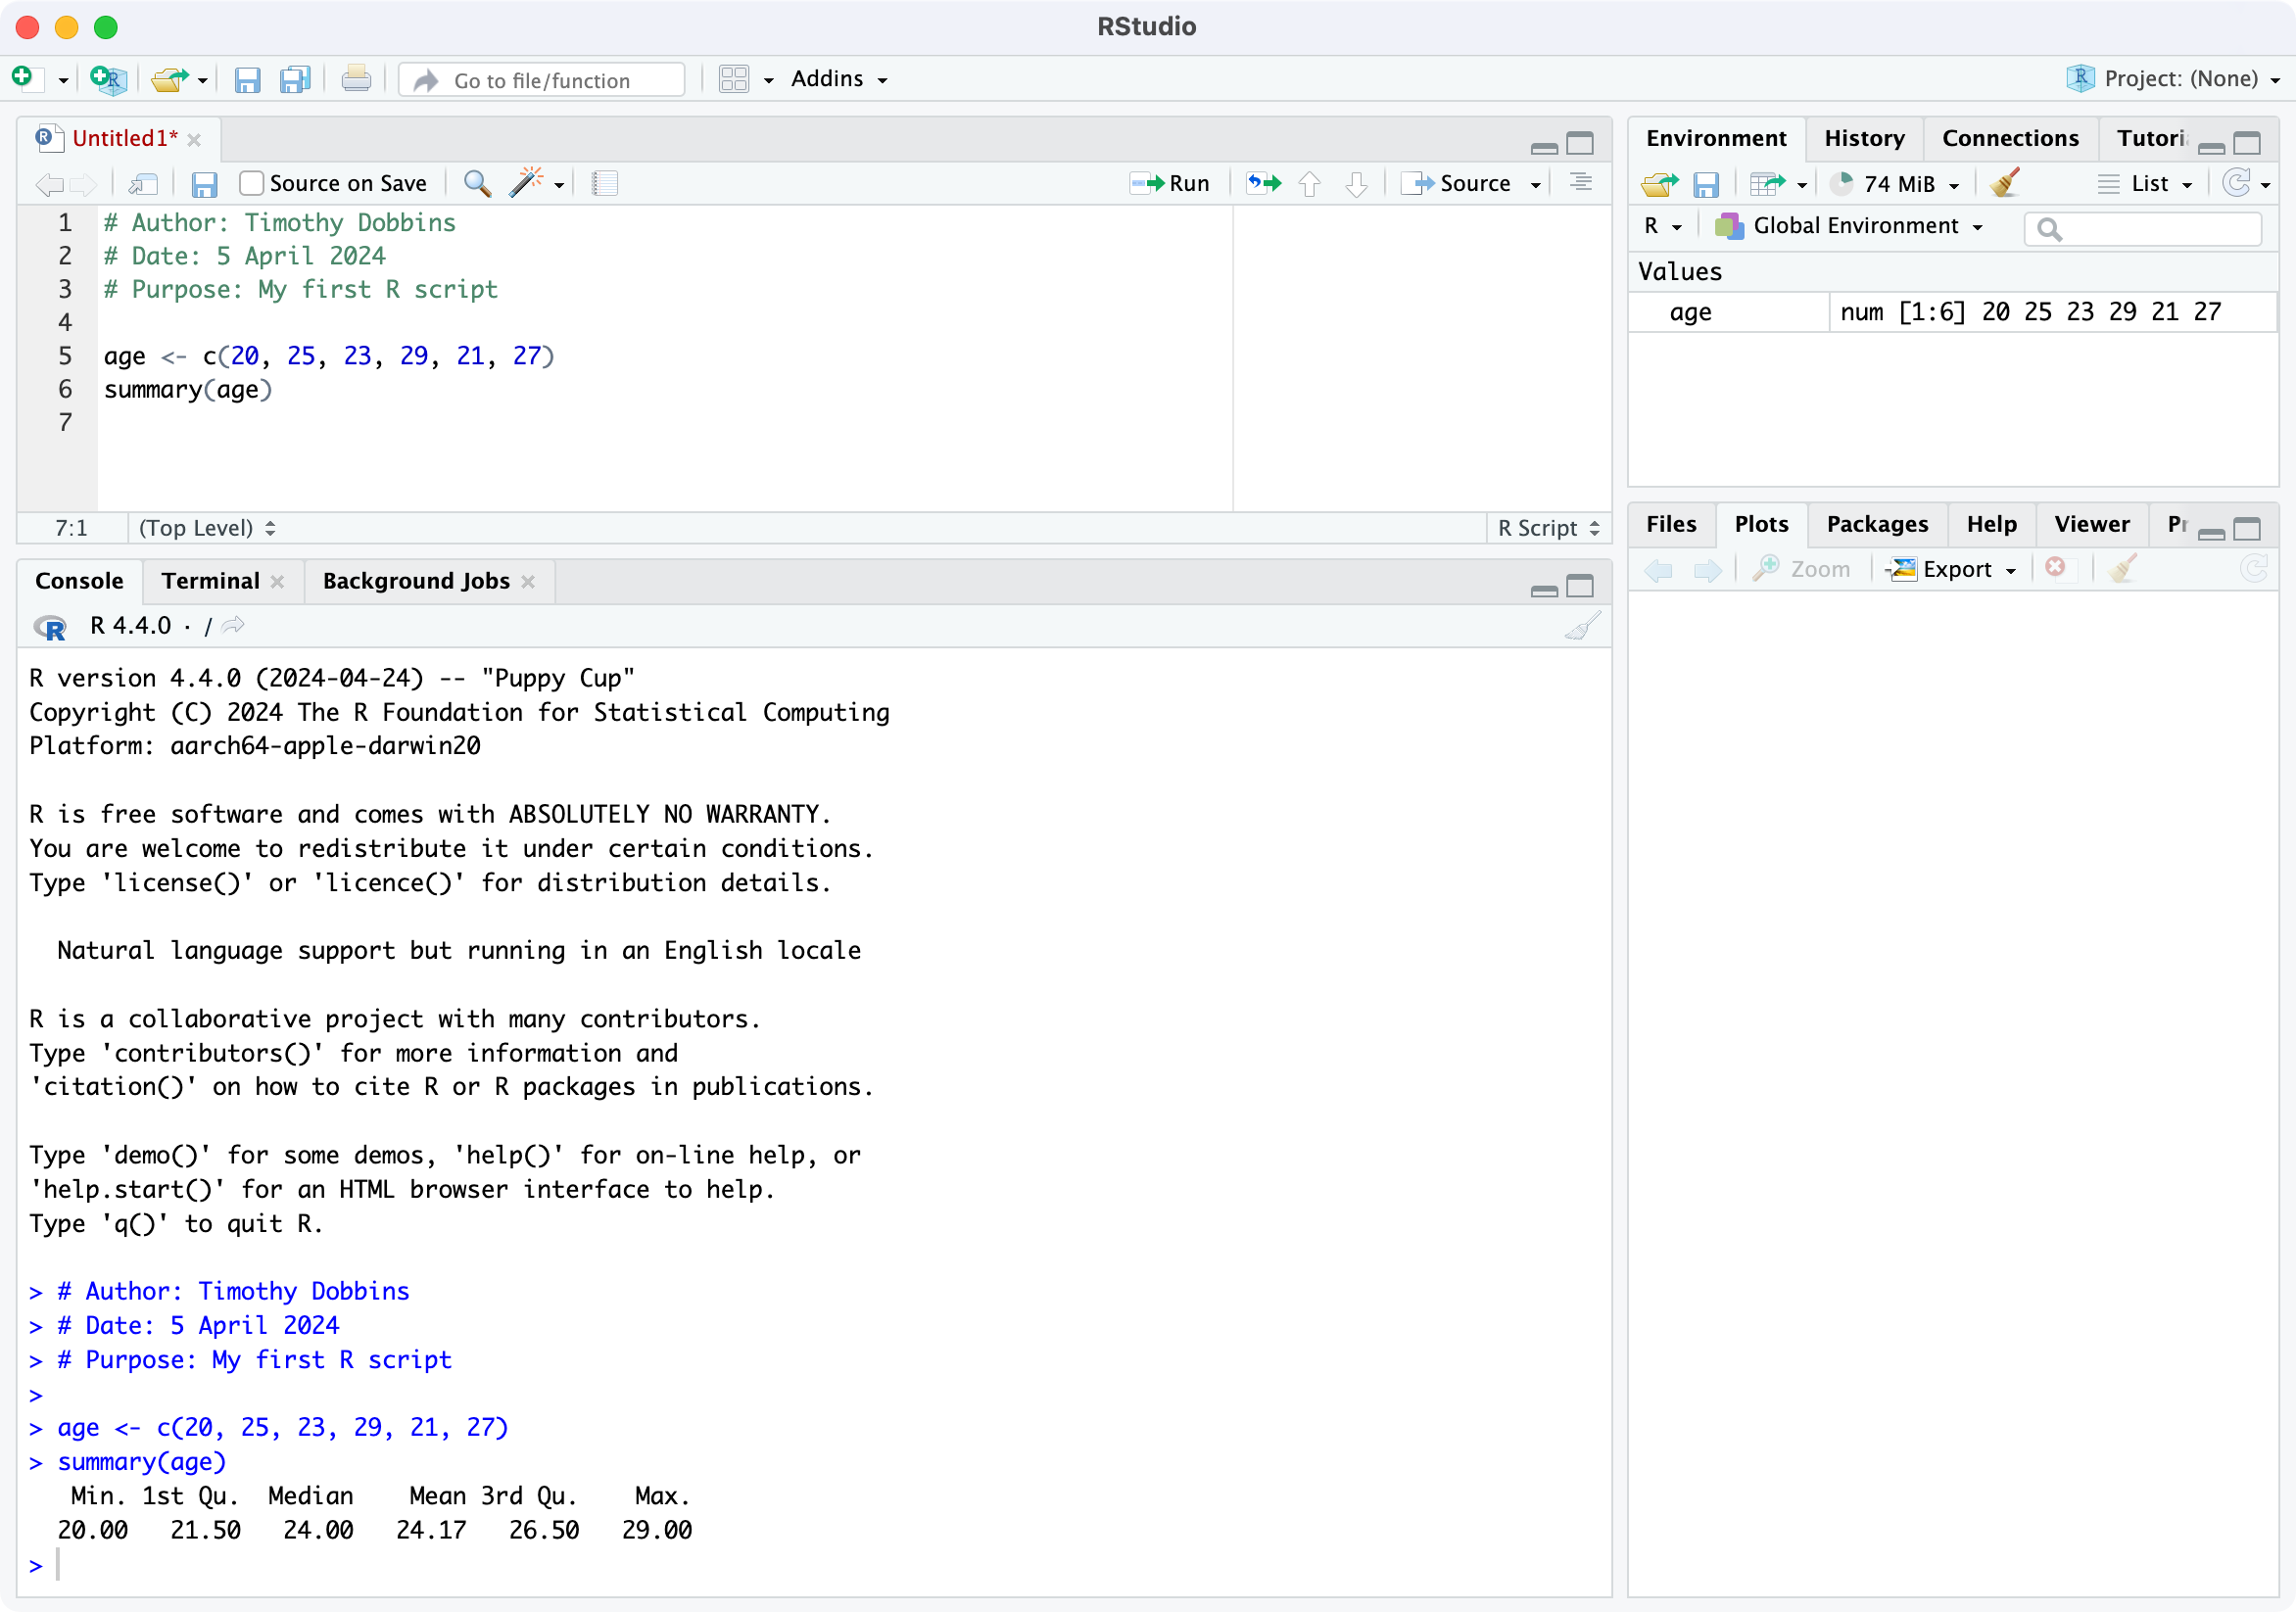 RStudio
Go to file/function
Addins
Project: (None)
Untitled1*
Source on Save
Run
Source
1 # Author: Timothy Dobbins
2 # Date: 5 April 2024
3 # Purpose: My first R script
4
5 age <- c(20, 25, 23, 29, 21, 27)
6 summary(age)
7
7:1 (Top Level) R Script
Console Terminal Background Jobs
R 4.4.0 · /
R version 4.4.0 (2024-04-24) -- "Puppy Cup"
Copyright (C) 2024 The R Foundation for Statistical Computing
Platform: aarch64-apple-darwin20
R is free software and comes with ABSOLUTELY NO WARRANTY.
You are welcome to redistribute it under certain conditions.
Type 'license()' or 'licence()' for distribution details.
Natural language support but running in an English locale
R is a collaborative project with many contributors.
Type 'contributors()' for more information and
'citation()' on how to cite R or R packages in publications.
Type 'demo()' for some demos, 'help()' for on-line help, or
'help.start()' for an HTML browser interface to help.
Type 'q()' to quit R.
> # Author: Timothy Dobbins
> # Date: 5 April 2024
> # Purpose: My first R script
>
> age <- c(20, 25, 23, 29, 21, 27)
> summary(age)
Min. 1st Qu. Median Mean 3rd Qu. Max.
20.00 21.50 24.00 24.17 26.50 29.00
>
Environment History Connections
74 MiB List
R Global Environment
Values
age num [1:6] 20 25 23 29 21 27
Files Plots Packages Help Viewer
Zoom Export